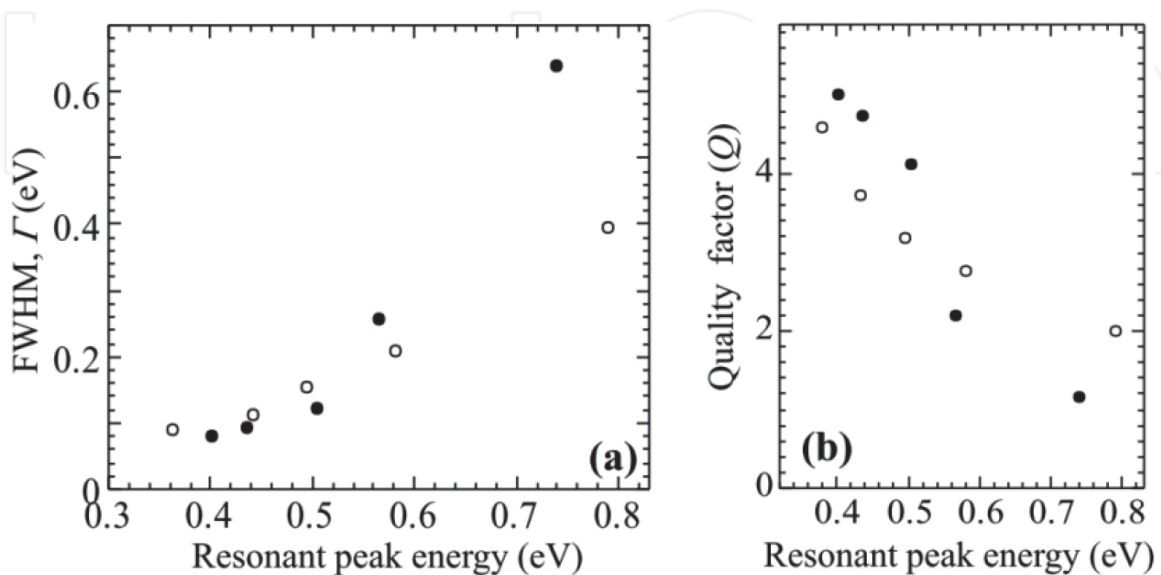 FWHM, Γ (eV)
0.6
0.4
0.2
0
0.3 0.4 0.5 0.6 0.7 0.8
Resonant peak energy (eV)
(a)
Quality factor (Q)
4
2
0
0.4 0.5 0.6 0.7 0.8
Resonant peak energy (eV)
(b)